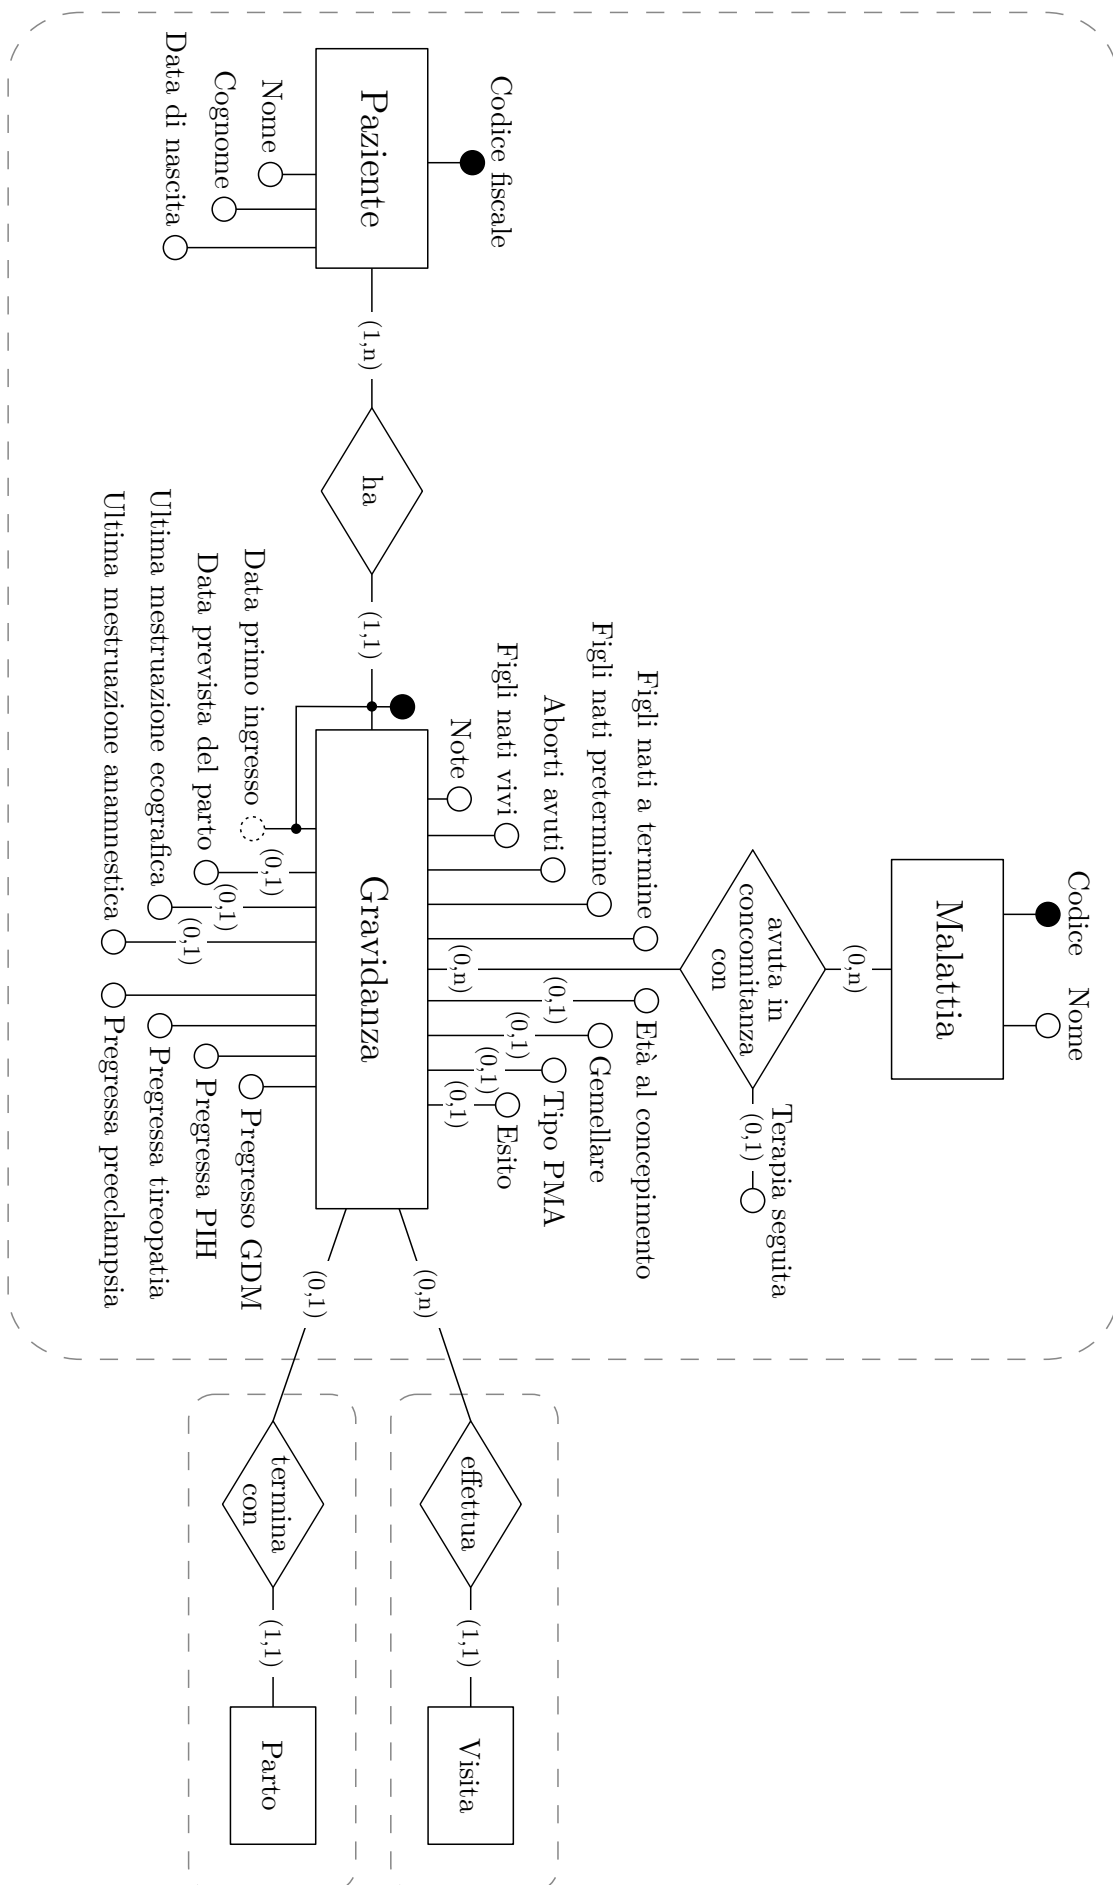 Codice
Nome
Malattia
(0,n)
avuta in
concomitanza
con
(0,1)
Terapia seguita
Figli nati a termine
Età al concepimento
Figli nati pretermine
Gemellare
Aborti avuti
Tipo PMA
Figli nati vivi
Esito
Note
(0,1)
(0,1)
(0,1)
(0,1)
(0,n)
Codice fiscale
Paziente
(1,n)
ha
(1,1)
Gravidanza
Nome
Cognome
Data di nascita
Data primo ingresso
Data prevista del parto
Ultima mestruazione ecografica
Ultima mestruazione anamnestica
(0,1)
(0,1)
(0,1)
Pregresso GDM
Pregressa PIH
Pregressa tireopatia
Pregressa preeclampsia
(0,n)
effettua
(1,1)
Visita
(0,1)
termina
con
(1,1)
Parto